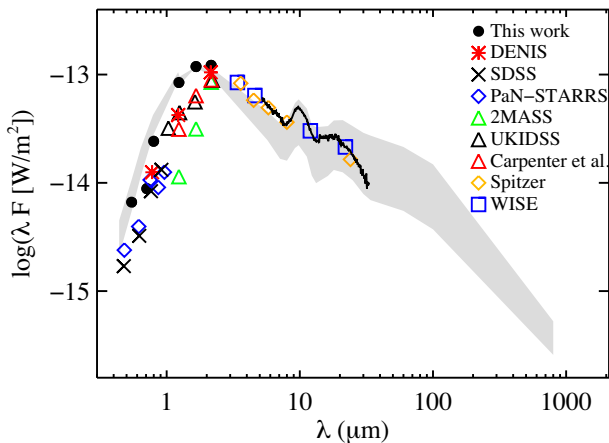 This work
DENIS
SDSS
PaN−STARRS
2MASS
UKIDSS
Carpenter et al.
Spitzer
WISE
−13
−14
−15
log(λ F [W/m²])
1
10
100
1000
λ (μm)